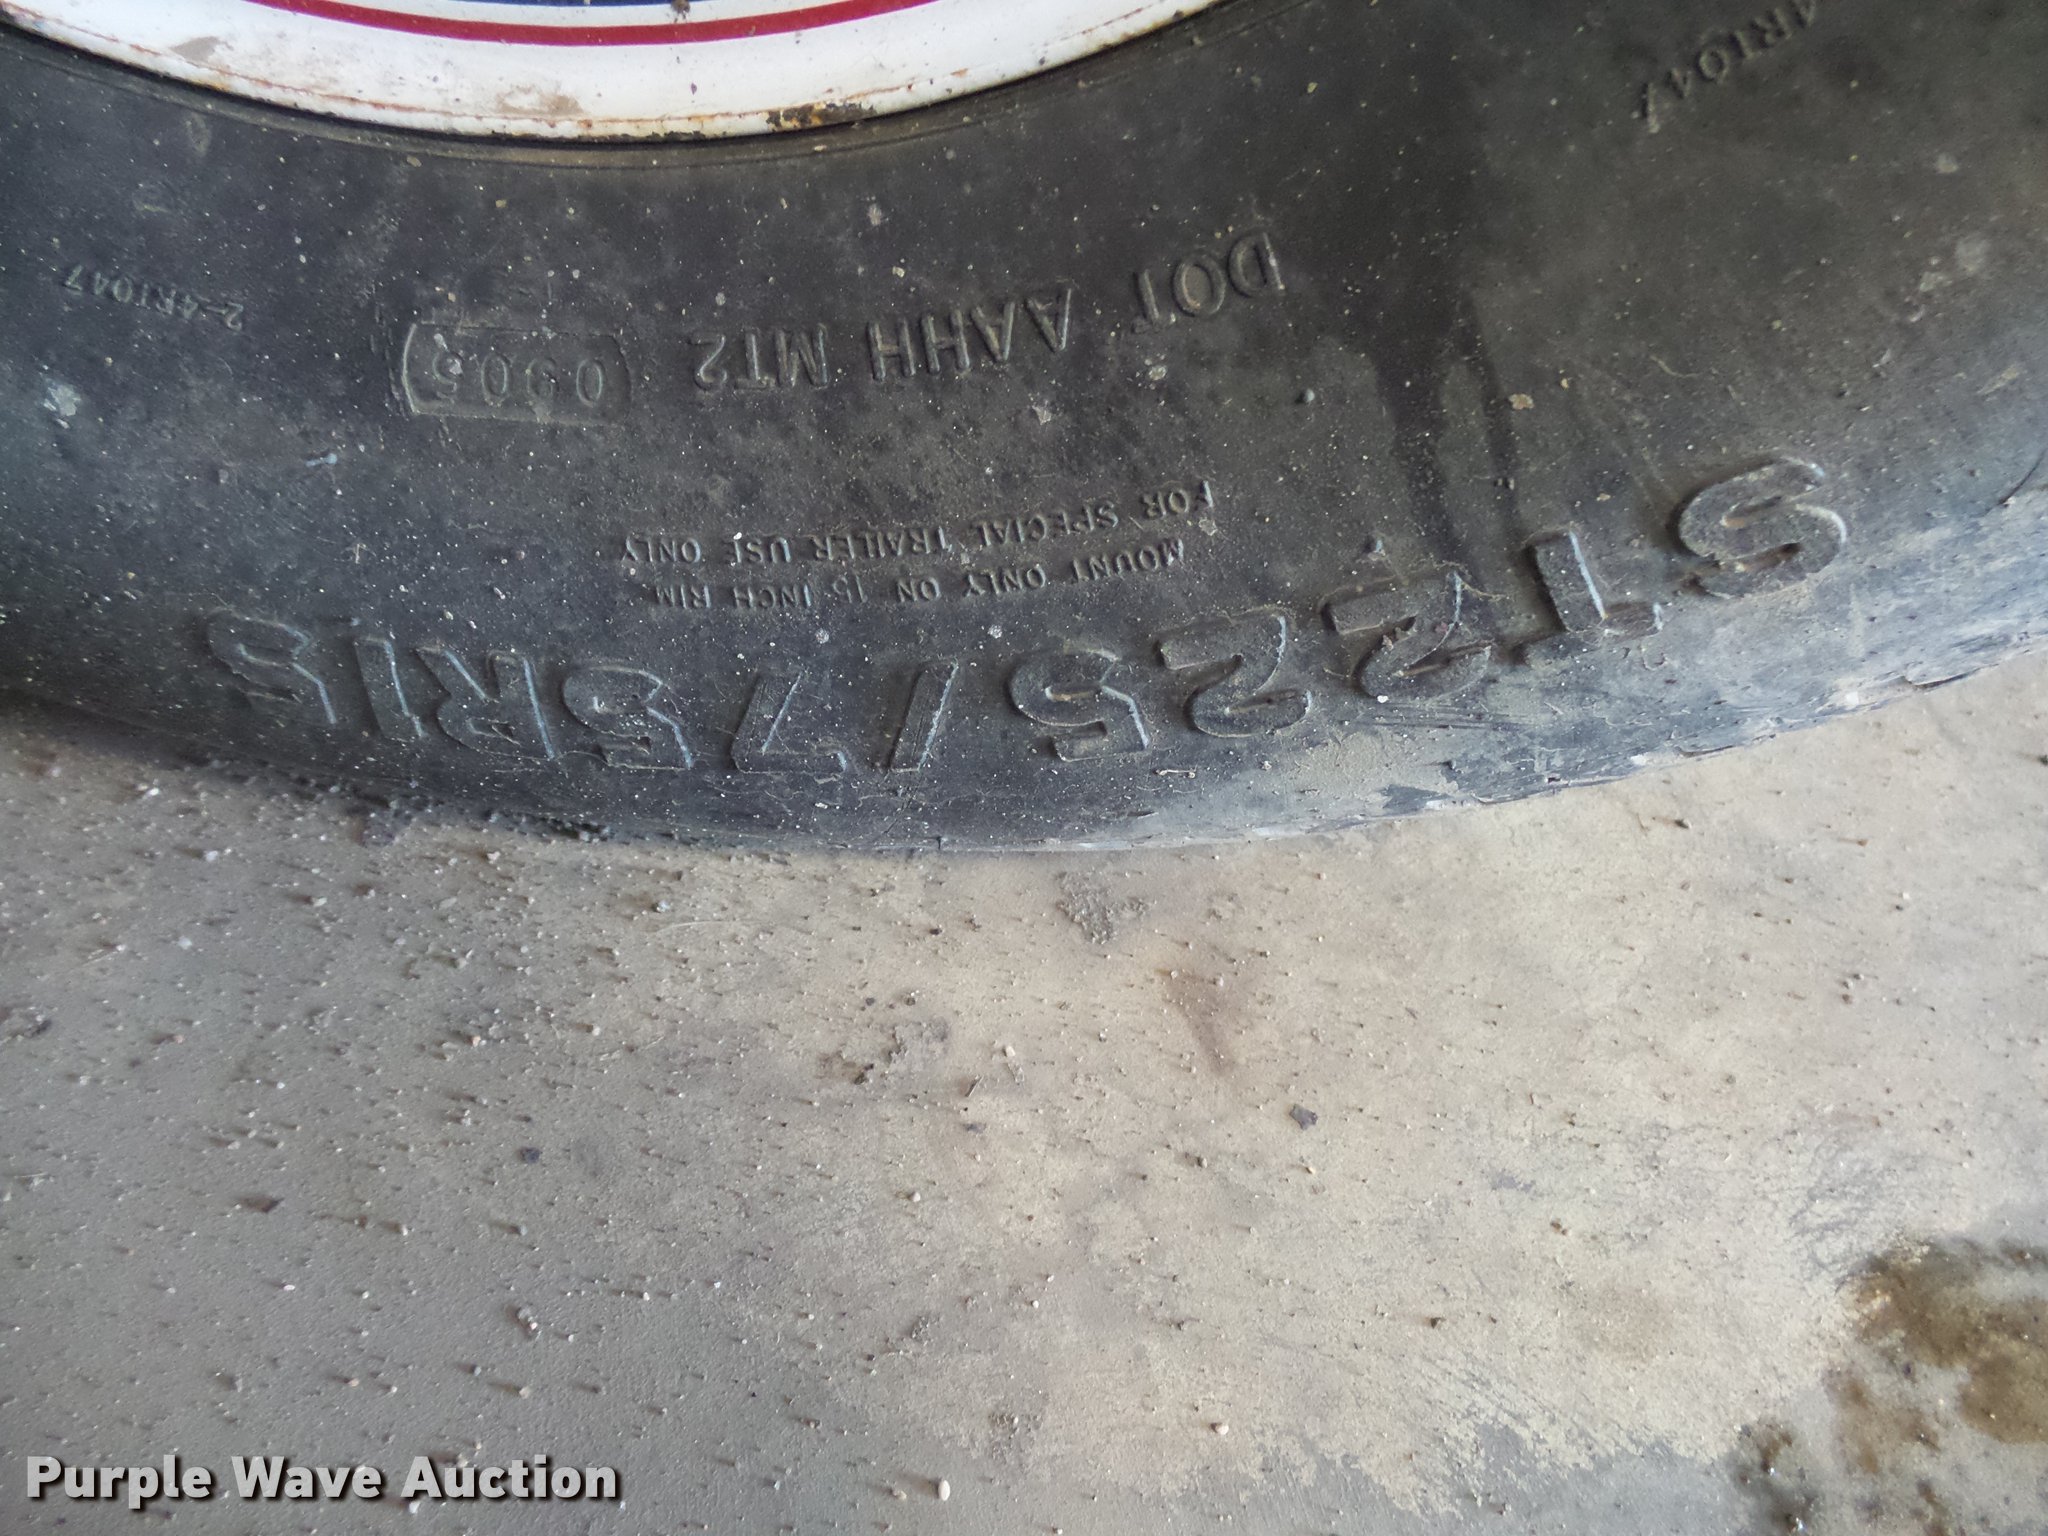 4R1047
DOT AAHH MT2 0905
2-4R1047
FOR SPECIAL TRAILER USE ONLY
MOUNT ONLY ON 15 INCH RIM
ST225/75R15
Purple Wave Auction